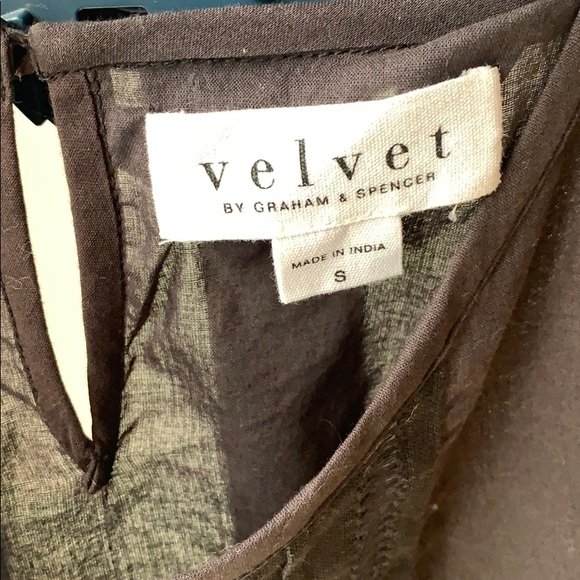 velvet
BY GRAHAM & SPENCER
MADE IN INDIA
S